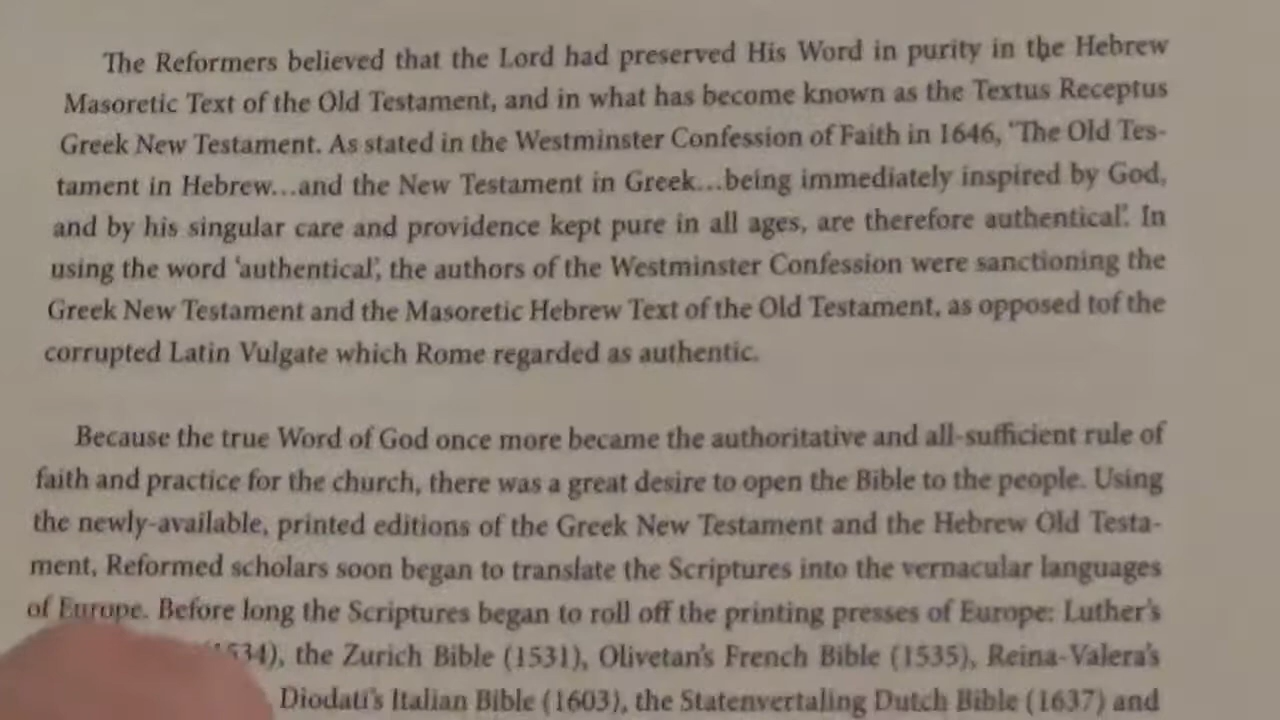 The Reformers believed that the Lord had preserved His Word in purity in the Hebrew
Masoretic Text of the Old Testament, and in what has become known as the Textus Receptus
Greek New Testament. As stated in the Westminster Confession of Faith in 1646, ‘The Old Tes-
tament in Hebrew...and the New Testament in Greek...being immediately inspired by God,
and by his singular care and providence kept pure in all ages, are therefore authentical’. In
using the word ‘authentical’, the authors of the Westminster Confession were sanctioning the
Greek New Testament and the Masoretic Hebrew Text of the Old Testament, as opposed tof the
corrupted Latin Vulgate which Rome regarded as authentic.
Because the true Word of God once more became the authoritative and all-sufficient rule of
faith and practice for the church, there was a great desire to open the Bible to the people. Using
the newly-available, printed editions of the Greek New Testament and the Hebrew Old Testa-
ment, Reformed scholars soon began to translate the Scriptures into the vernacular languages
of Europe. Before long the Scriptures began to roll off the printing presses of Europe: Luther’s
534), the Zurich Bible (1531), Olivetan’s French Bible (1535), Reina-Valera’s
Diodati’s Italian Bible (1603), the Statenvertaling Dutch Bible (1637) and